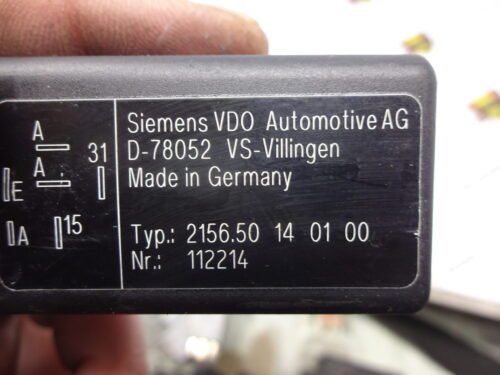 Siemens VDO Automotive AG
D-78052 VS-Villingen
Made in Germany
Typ.: 2156.50 14 01 00
Nr.: 112214
A
31
A
E
A
15